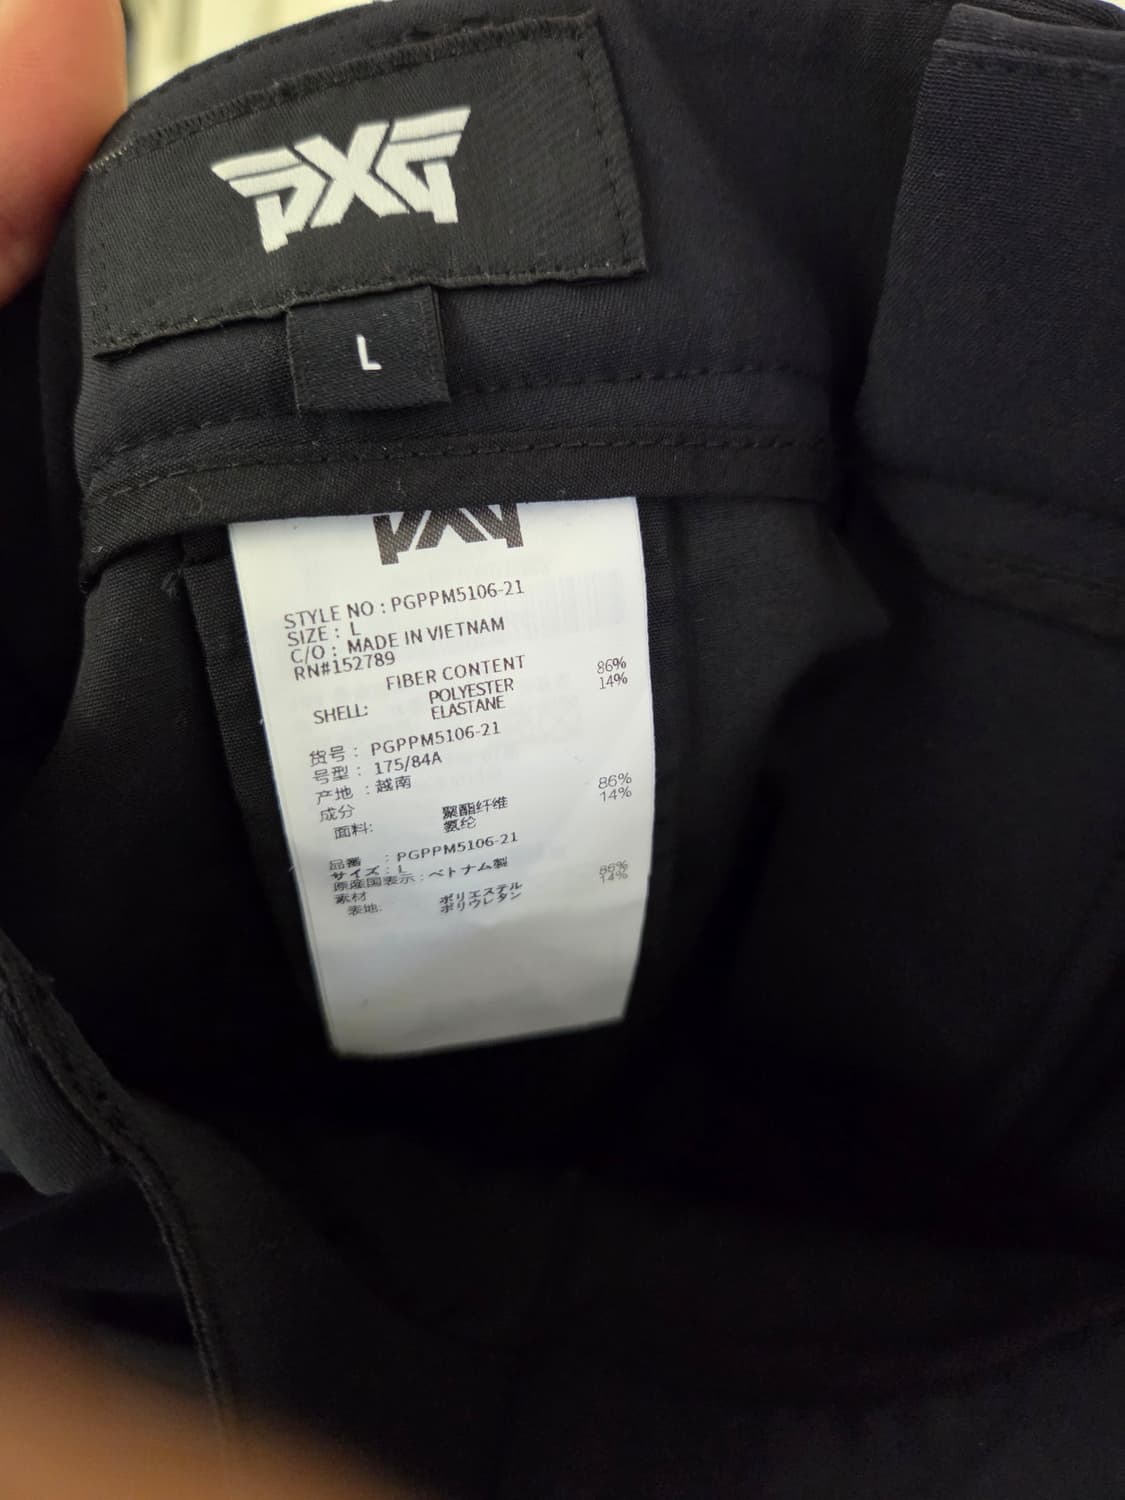 PXG
L
PXG
STYLE NO : PGPPM5106-21
SIZE : L
C/O : MADE IN VIETNAM
RN#152789
FIBER CONTENT
SHELL: POLYESTER 86%
ELASTANE 14%
货号 : PGPPM5106-21
号型 : 175/84A
产地 : 越南
成分
面料: 聚酯纤维 86%
氨纶 14%
品番 : PGPPM5106-21
サイズ : L
原産国表示 : ベトナム製
素材
表地: ポリエステル 86%
ポリウレタン 14%